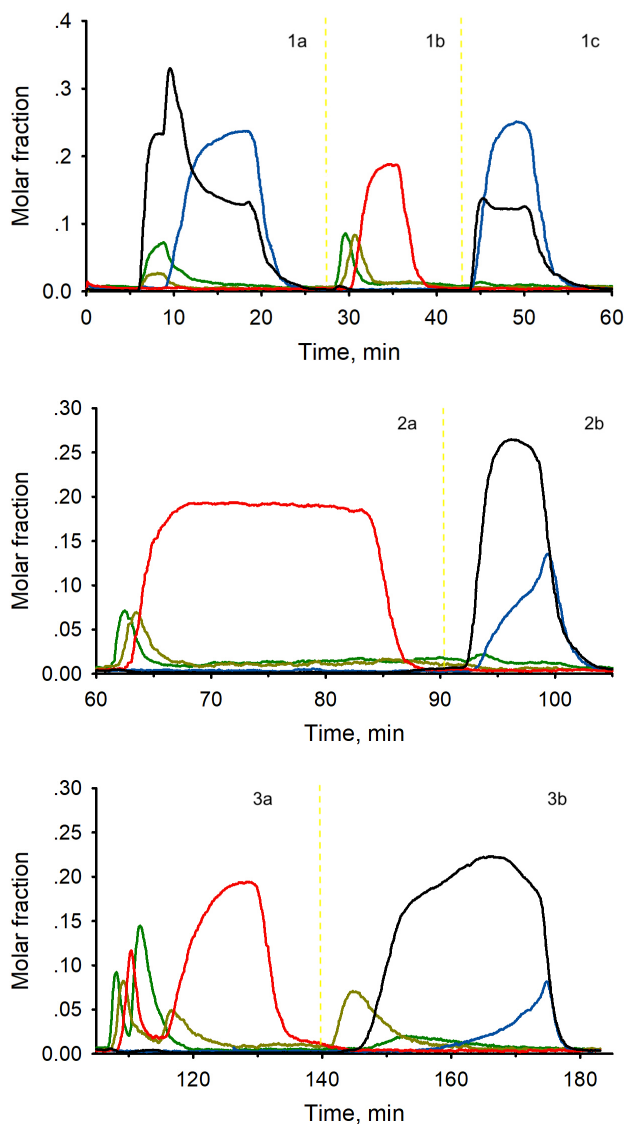 .4
1a 1b 1c
.3
.2
.1
0.0
Molar fraction
0 10 20 30 40 50 60
Time, min
.30
2a 2b
.25
.20
.15
.10
.05
0.00
Molar fraction
60 70 80 90 100
Time, min
.30
3a 3b
.25
.20
.15
.10
.05
0.00
Molar fraction
120 140 160 180
Time, min